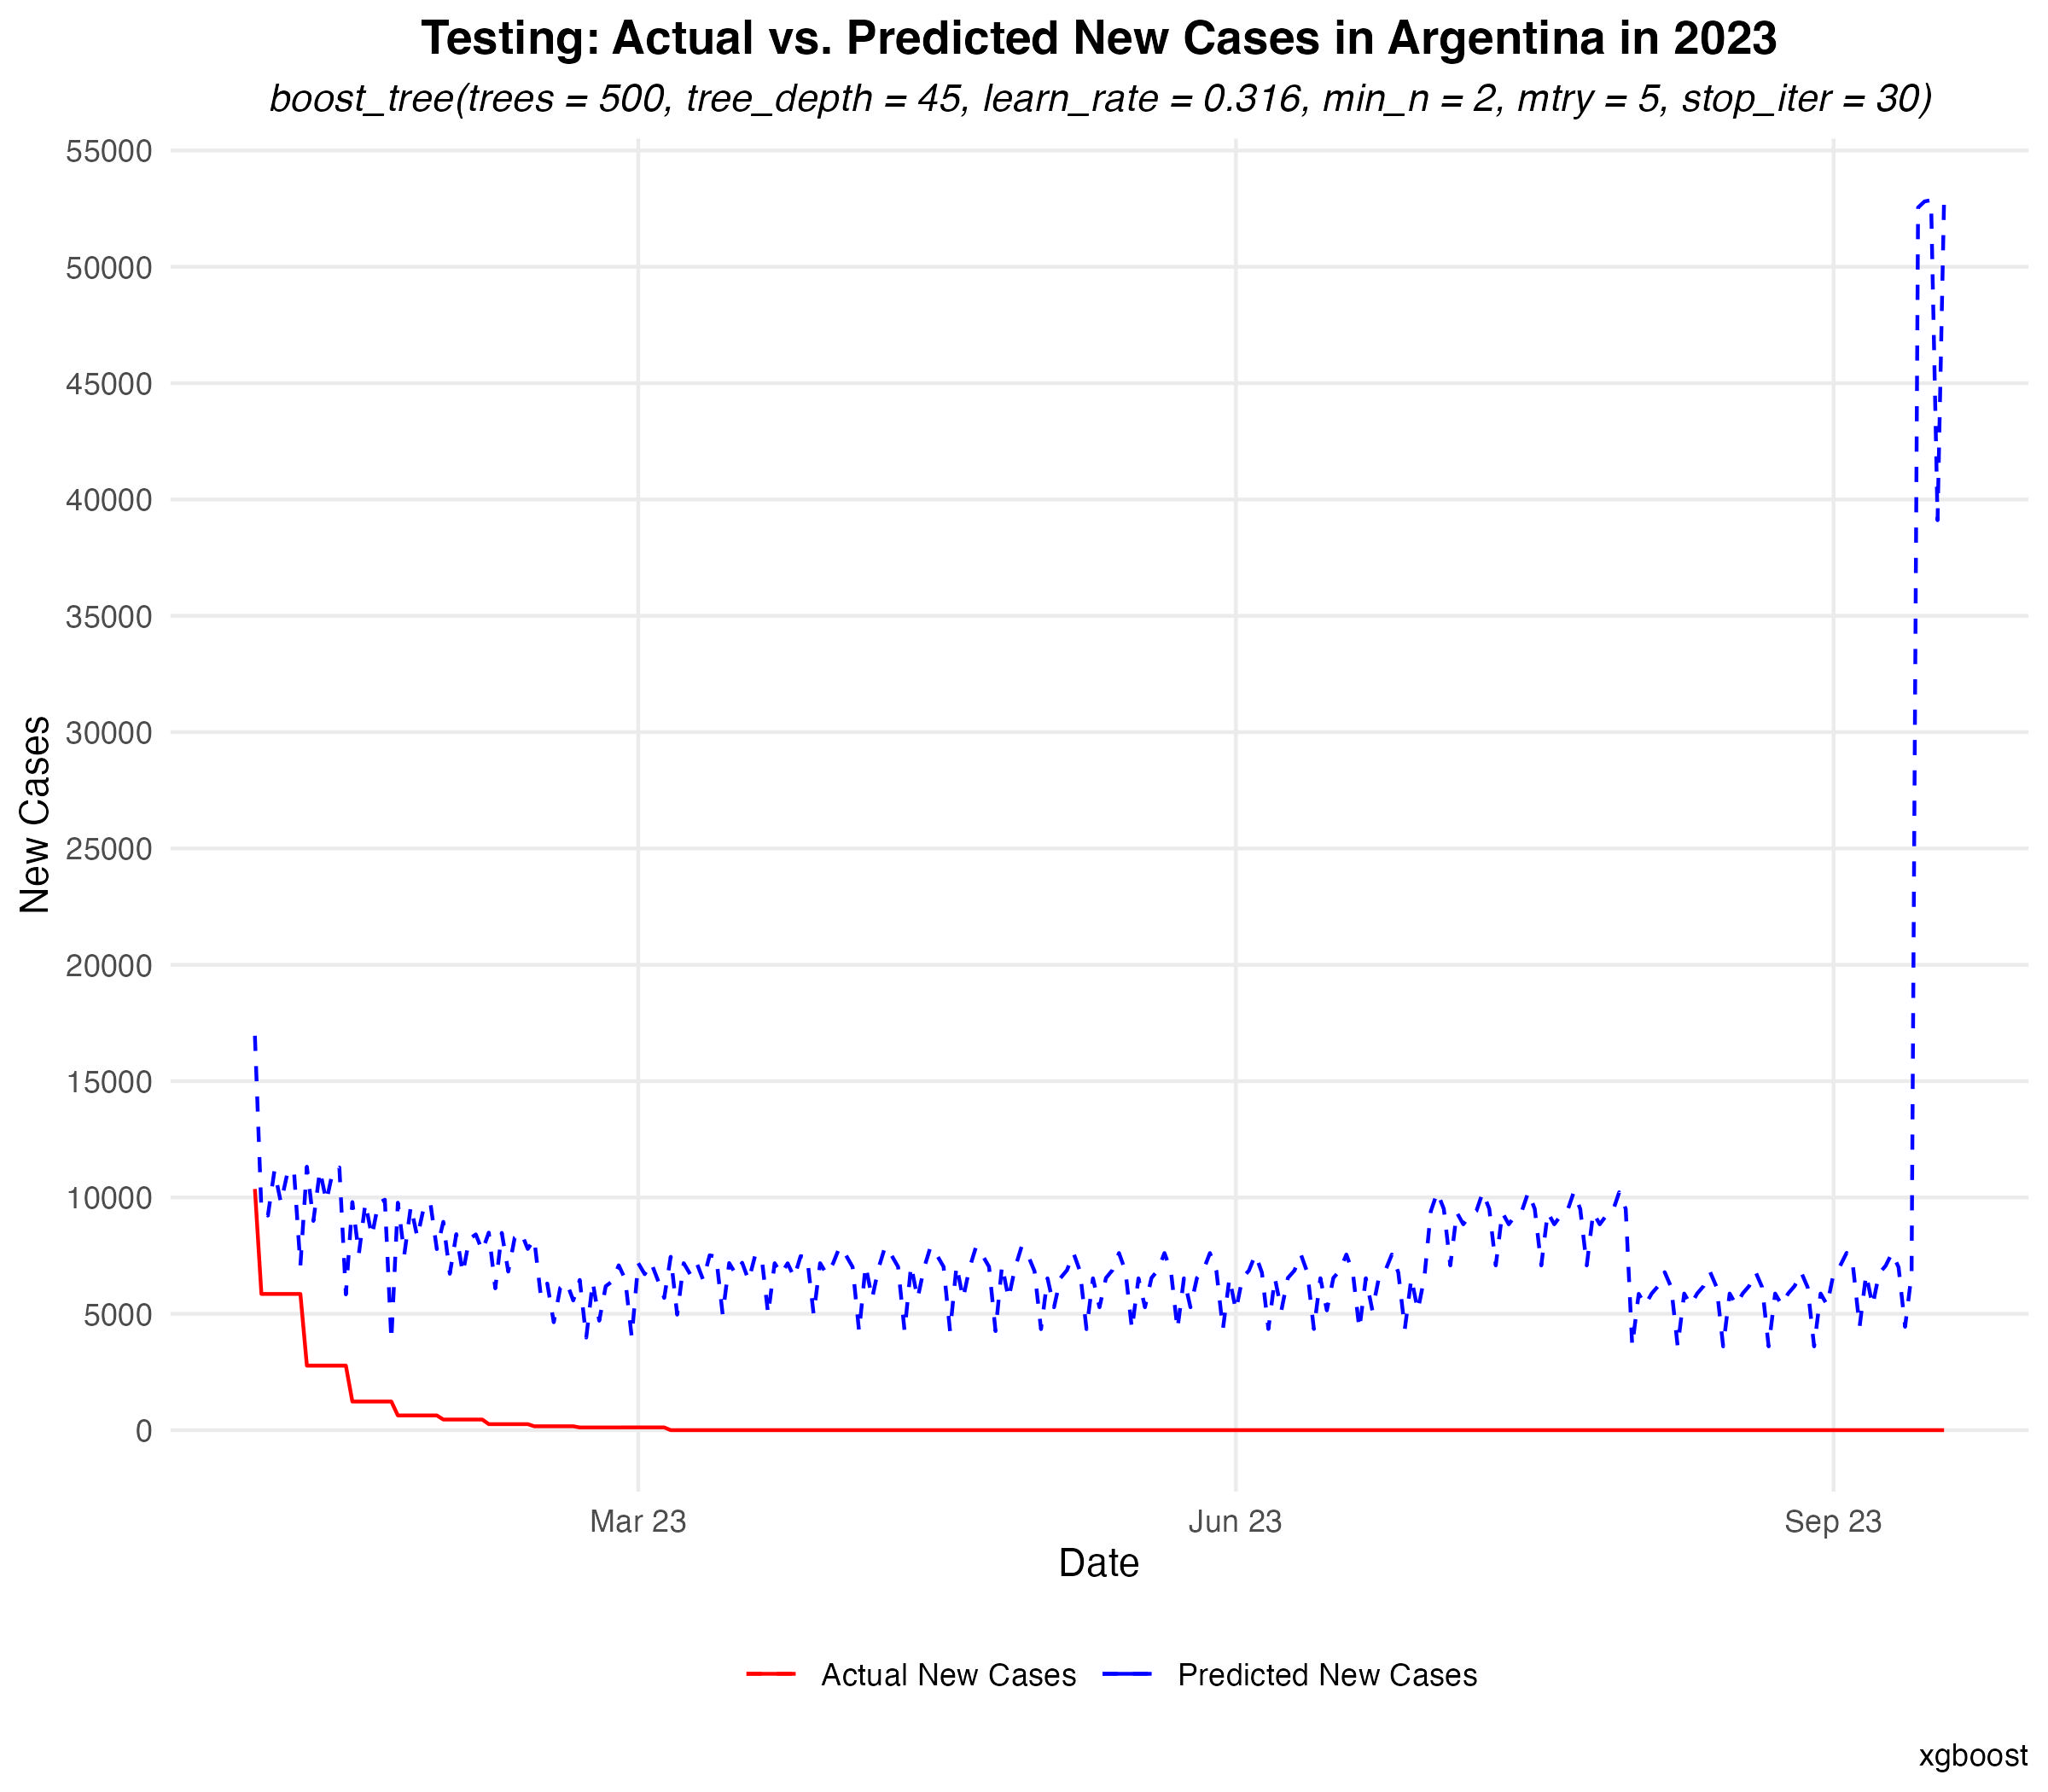 Testing: Actual vs. Predicted New Cases in Argentina in 2023
boost_tree(trees = 500, tree_depth = 45, learn_rate = 0.316, min_n = 2, mtry = 5, stop_iter = 30)
55000
50000
45000
40000
35000
30000
25000
20000
15000
10000
5000
0
New Cases
Mar 23 Jun 23 Sep 23
Date
Actual New Cases Predicted New Cases
xgboost